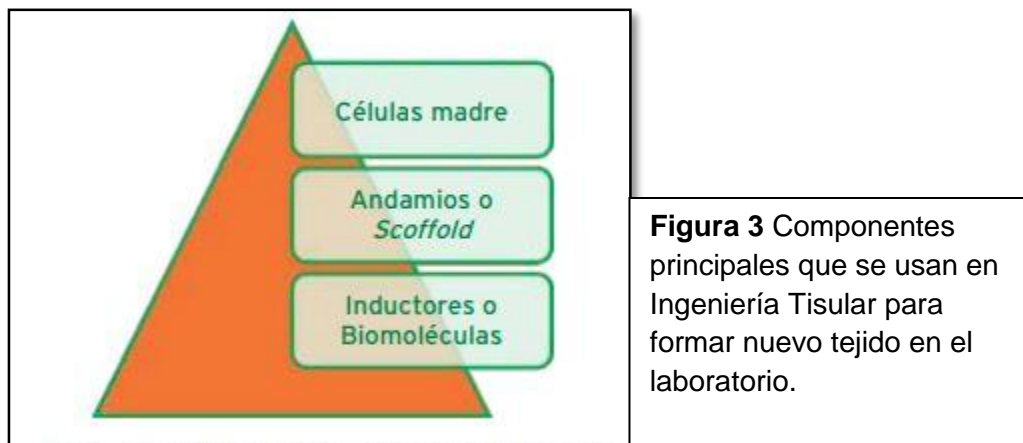 Células madre
Andamios o
Scoffold
Inductores o
Biomoléculas
Figura 3 Componentes
principales que se usan en
Ingeniería Tisular para
formar nuevo tejido en el
laboratorio.